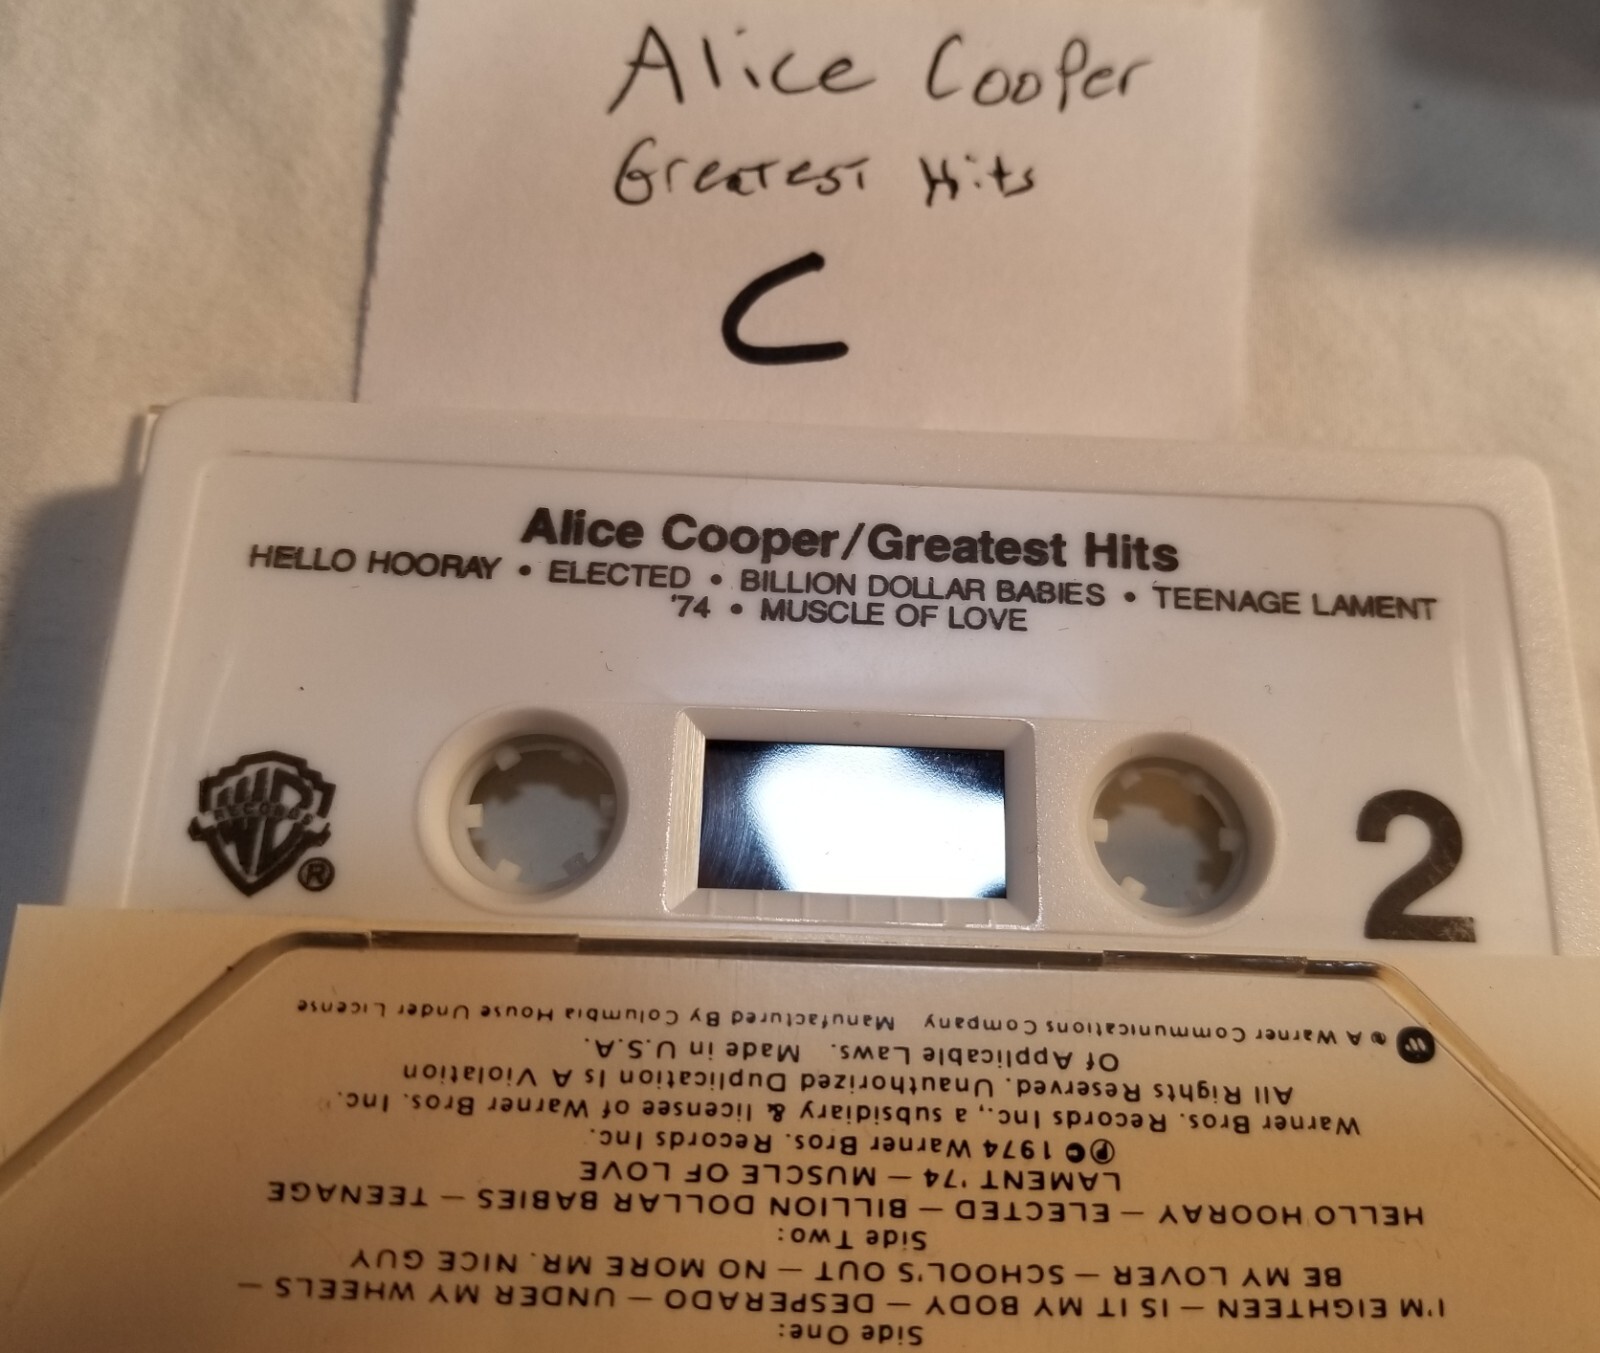 Alice Cooper
Greatest Hits
C
Alice Cooper/Greatest Hits
HELLO HOORAY • ELECTED • BILLION DOLLAR BABIES • TEENAGE LAMENT
'74 • MUSCLE OF LOVE
RECORDS
®
2
Side One:
I'M EIGHTEEN — IS IT MY BODY — DESPERADO — UNDER MY WHEELS —
BE MY LOVER — SCHOOL'S OUT — NO MORE MR. NICE GUY
Side Two:
HELLO HOORAY — ELECTED — BILLION DOLLAR BABIES — TEENAGE
LAMENT '74 — MUSCLE OF LOVE
℗© 1974 Warner Bros. Records Inc.
Warner Bros. Records Inc., a subsidiary & licensee of Warner Bros. Inc.
All Rights Reserved. Unauthorized Duplication Is A Violation
Of Applicable Laws. Made in U.S.A.
A Warner Communications Company Manufactured By Columbia House Under License